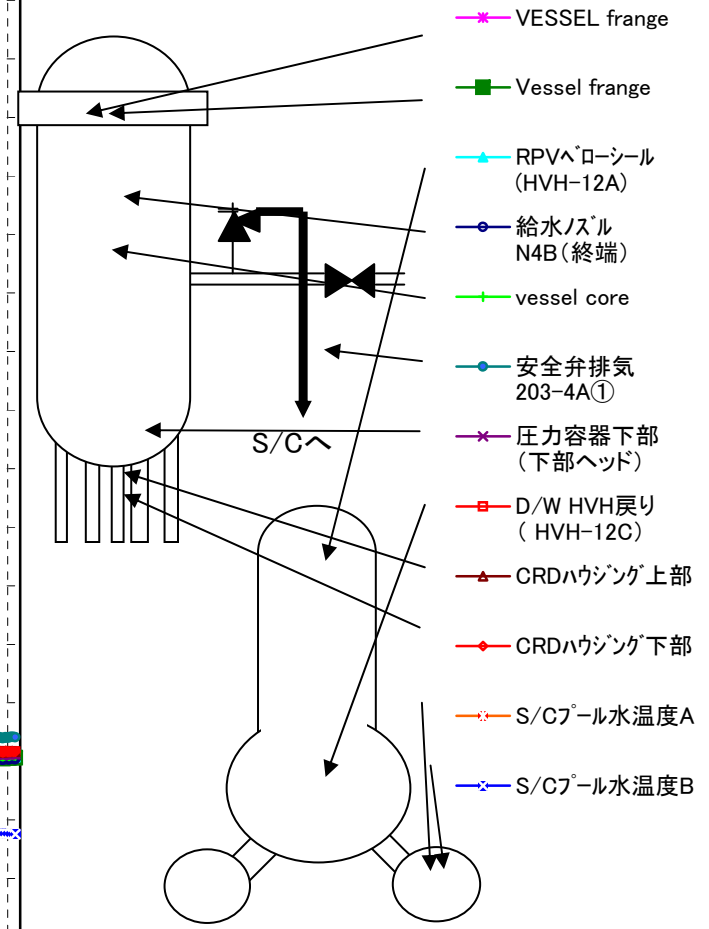 VESSEL frange
Vessel frange
RPVﾍﾞﾛｰｼｰﾙ
(HVH-12A)
給水ﾉｽﾞﾙ
N4B(終端)
vessel core
安全弁排気
203-4A①
圧力容器下部
(下部ヘッド)
D/W HVH戻り
( HVH-12C)
CRDﾊｳｼﾞﾝｸﾞ上部
CRDﾊｳｼﾞﾝｸﾞ下部
S/Cﾌﾟｰﾙ水温度A
S/Cﾌﾟｰﾙ水温度B
S/Cへ